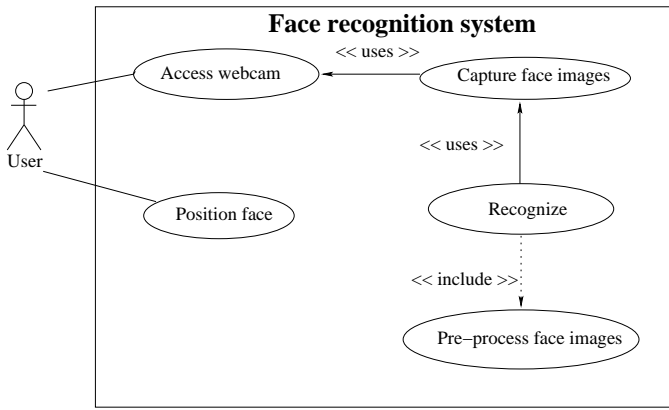 Face recognition system
<< uses >>
Access webcam
Capture face images
<< uses >>
User
Position face
Recognize
<< include >>
Pre−process face images